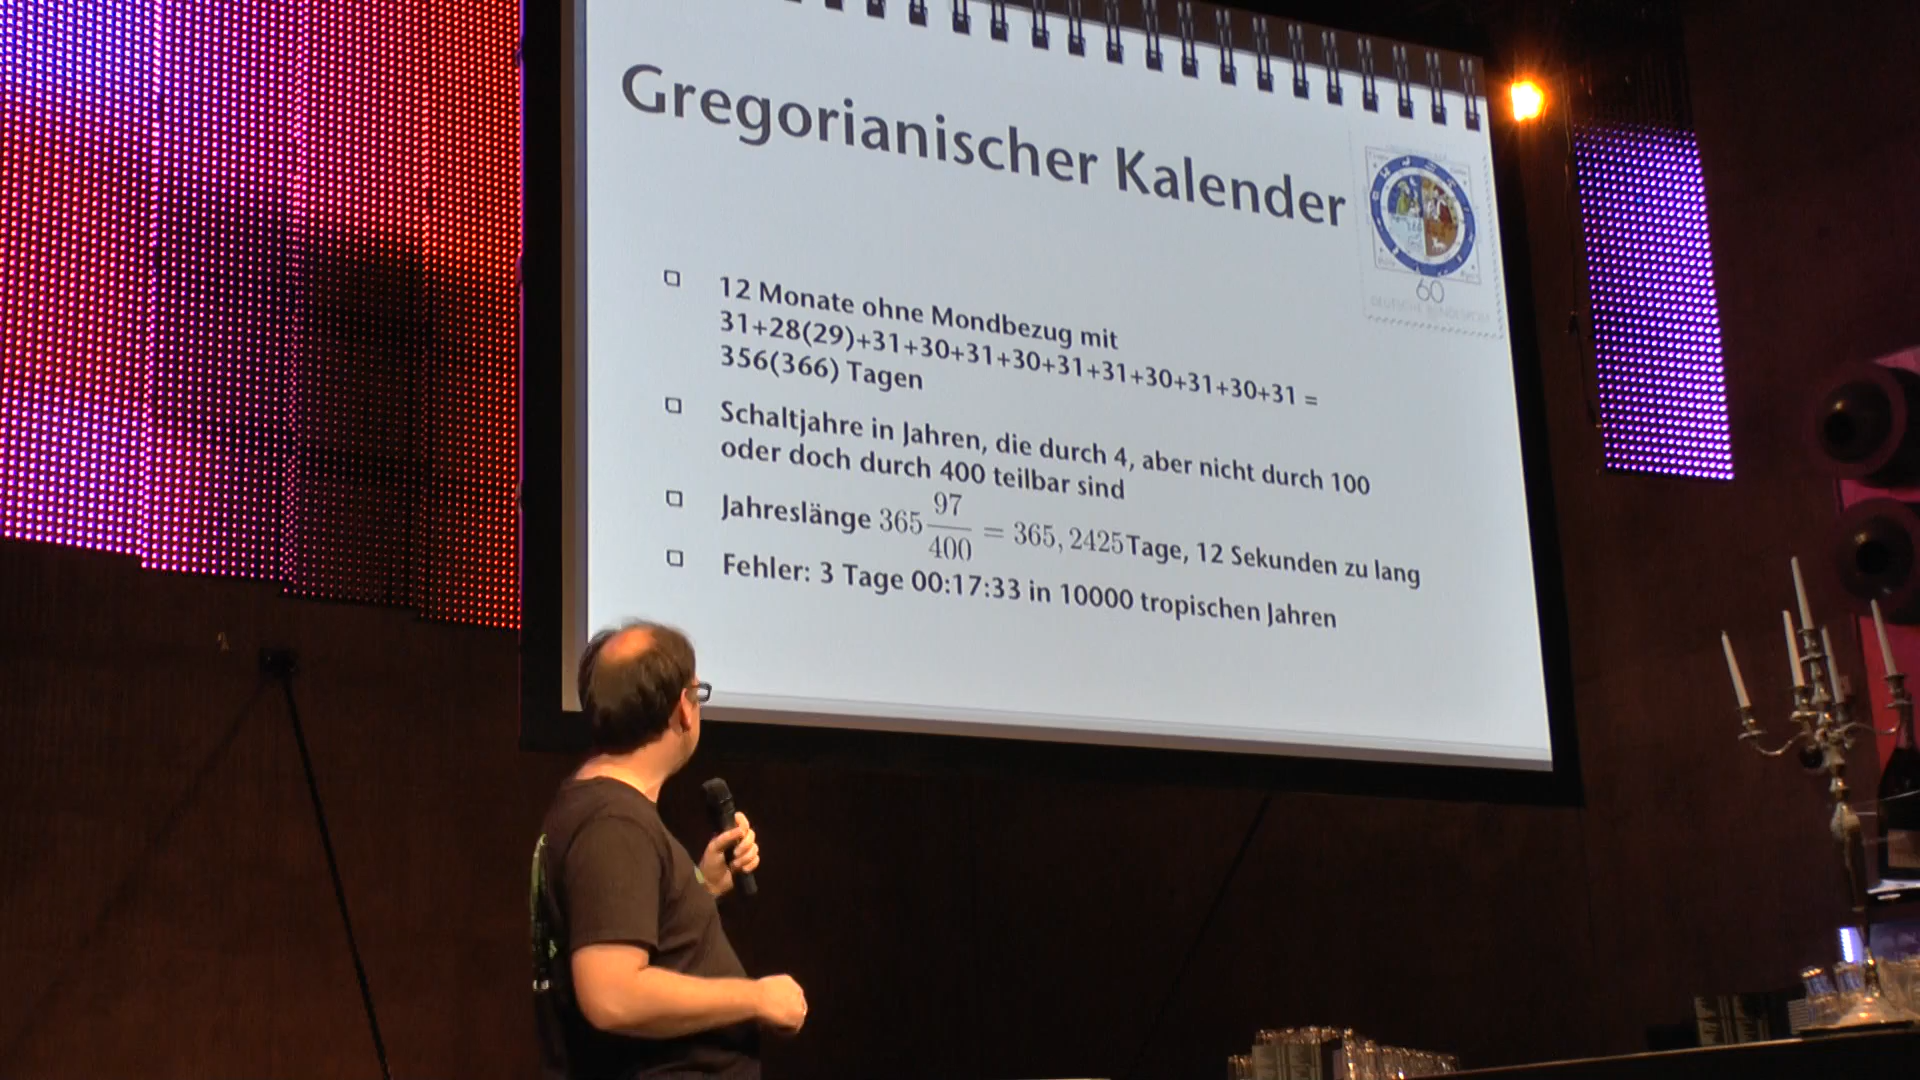 Gregorianischer Kalender
12 Monate ohne Mondbezug mit
31+28(29)+31+30+31+30+31+31+30+31+30+31 =
356(366) Tagen
Schaltjahre in Jahren, die durch 4, aber nicht durch 100
oder doch durch 400 teilbar sind
Jahreslänge 365 97/400 = 365,2425 Tage, 12 Sekunden zu lang
Fehler: 3 Tage 00:17:33 in 10000 tropischen Jahren
60